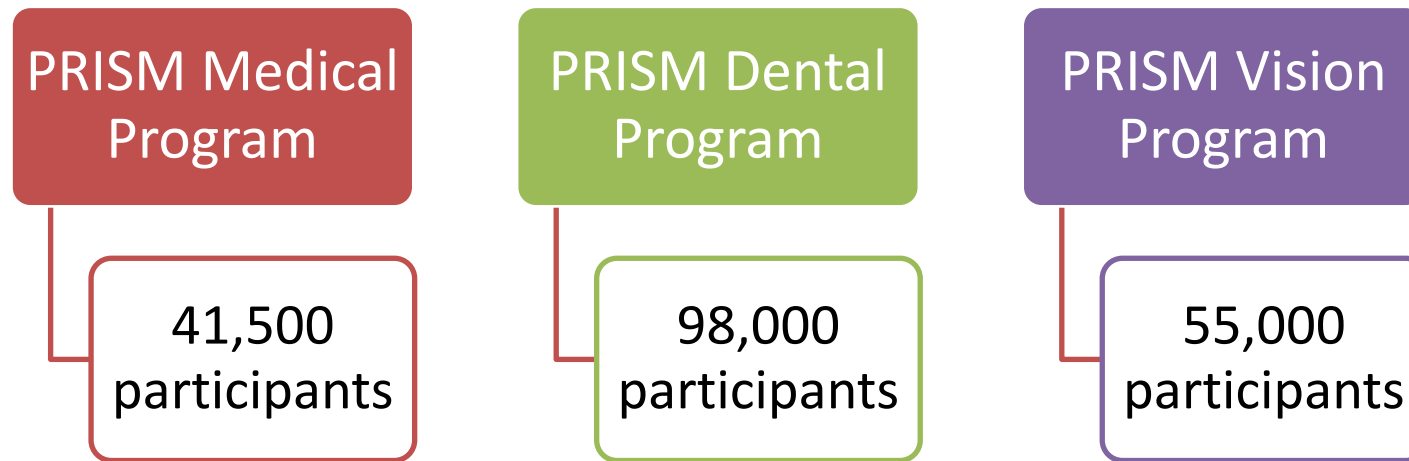 PRISM Medical
Program
41,500
participants
PRISM Dental
Program
98,000
participants
PRISM Vision
Program
55,000
participants